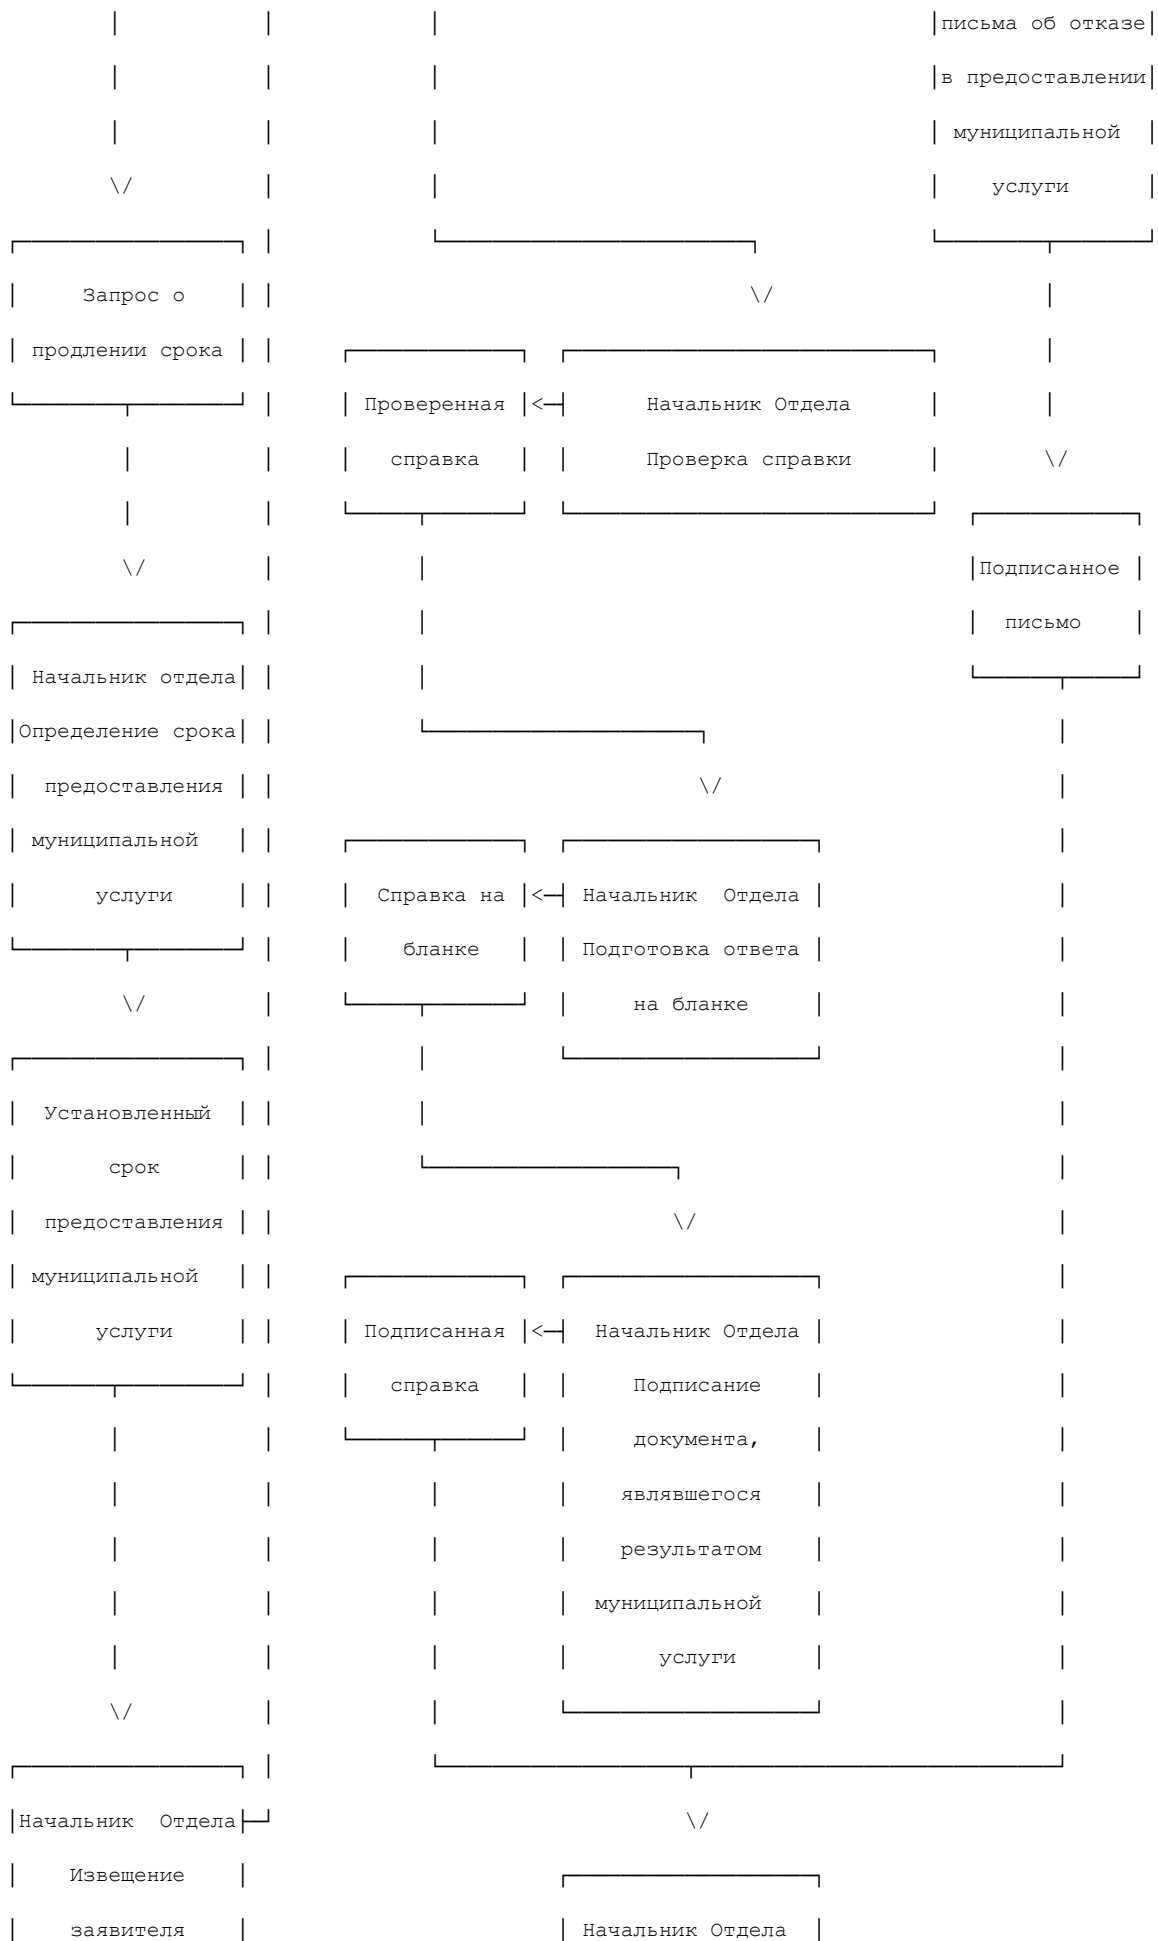 письма об отказе
в предоставлении
муниципальной
услуги
Запрос о
продлении срока
Проверенная Начальник Отдела
справка Проверка справки
Подписанное
письмо
Начальник отдела
Определение срока
предоставления
муниципальной
услуги Справка на Начальник Отдела
бланке Подготовка ответа
на бланке
Установленный
срок
предоставления
муниципальной
услуги Подписанная Начальник Отдела
справка Подписание
документа,
являвшегося
результатом
муниципальной
услуги
Начальник Отдела
Извещение
заявителя Начальник Отдела